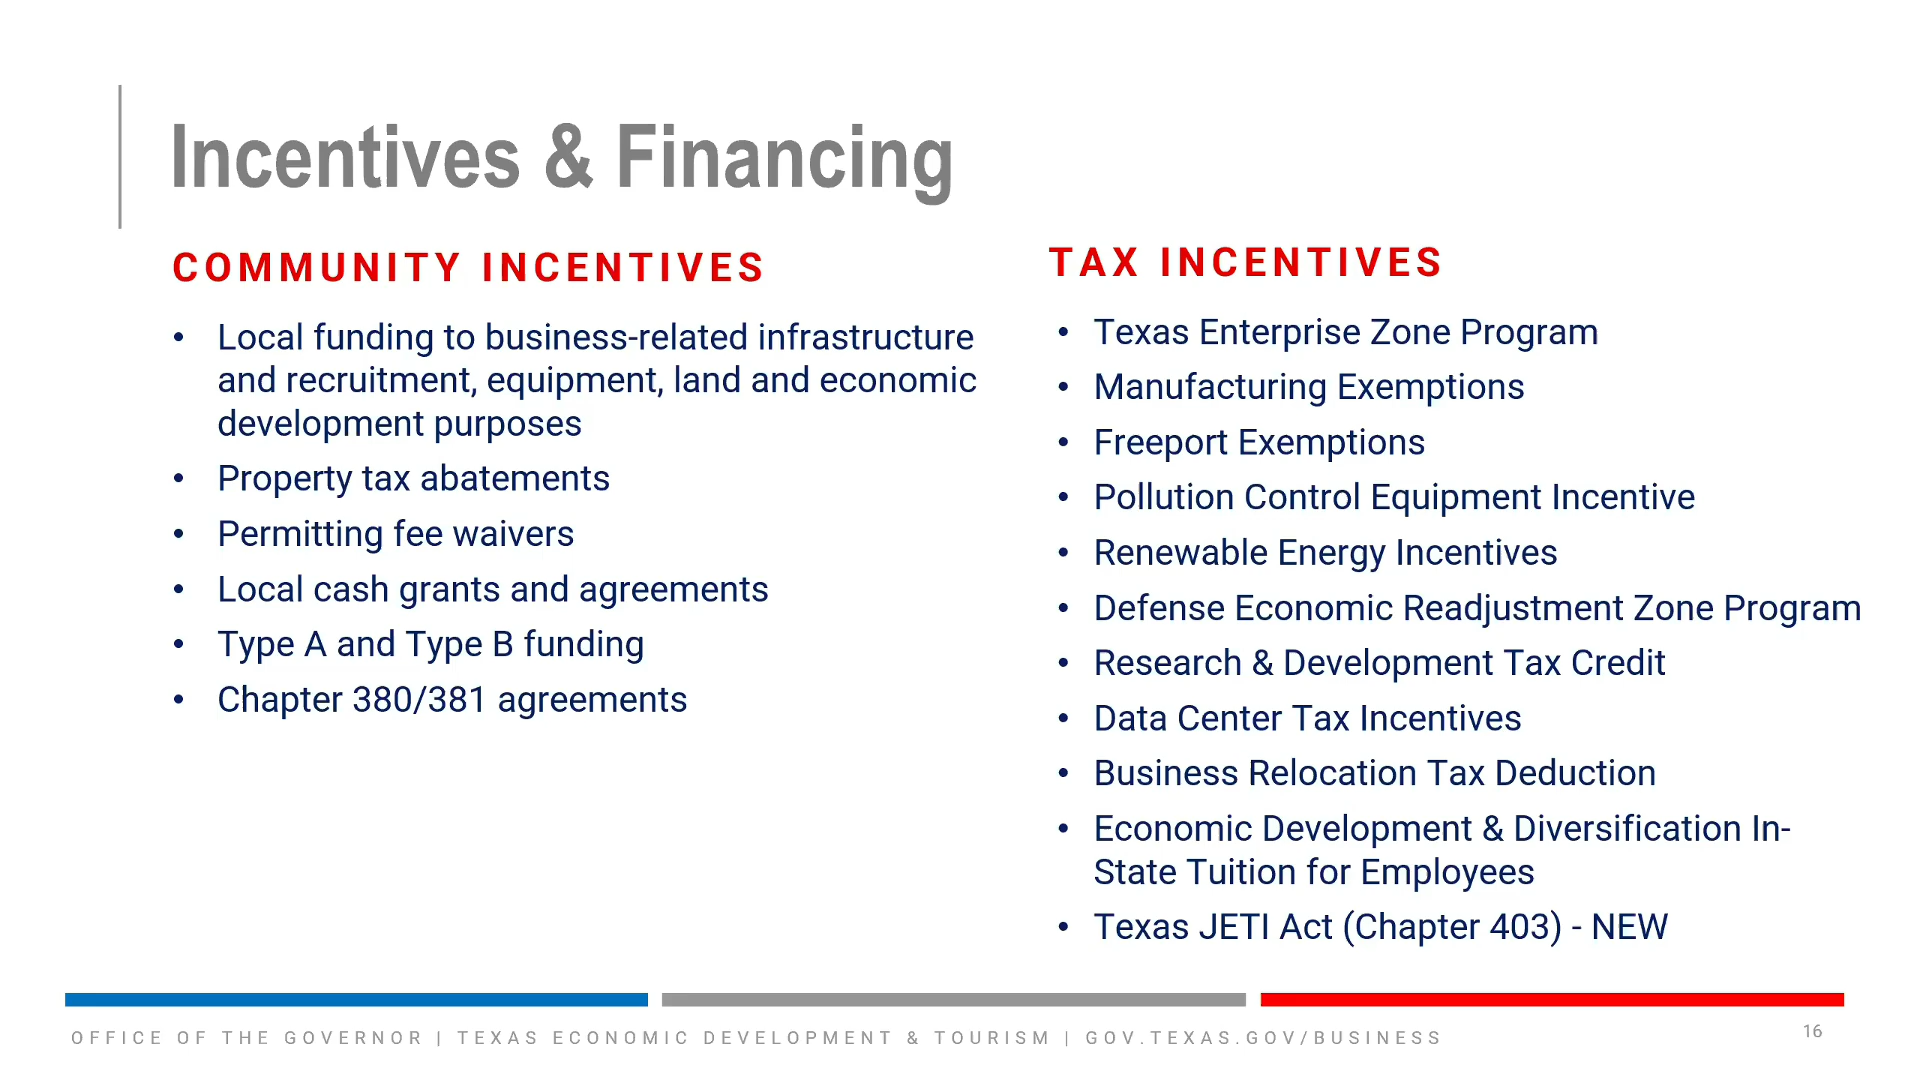 Incentives & Financing
COMMUNITY INCENTIVES
• Local funding to business-related infrastructure
and recruitment, equipment, land and economic
development purposes
• Property tax abatements
• Permitting fee waivers
• Local cash grants and agreements
• Type A and Type B funding
• Chapter 380/381 agreements
TAX INCENTIVES
• Texas Enterprise Zone Program
• Manufacturing Exemptions
• Freeport Exemptions
• Pollution Control Equipment Incentive
• Renewable Energy Incentives
• Defense Economic Readjustment Zone Program
• Research & Development Tax Credit
• Data Center Tax Incentives
• Business Relocation Tax Deduction
• Economic Development & Diversification In-
State Tuition for Employees
• Texas JETI Act (Chapter 403) - NEW
OFFICE OF THE GOVERNOR | TEXAS ECONOMIC DEVELOPMENT & TOURISM | GOV.TEXAS.GOV/BUSINESS
16